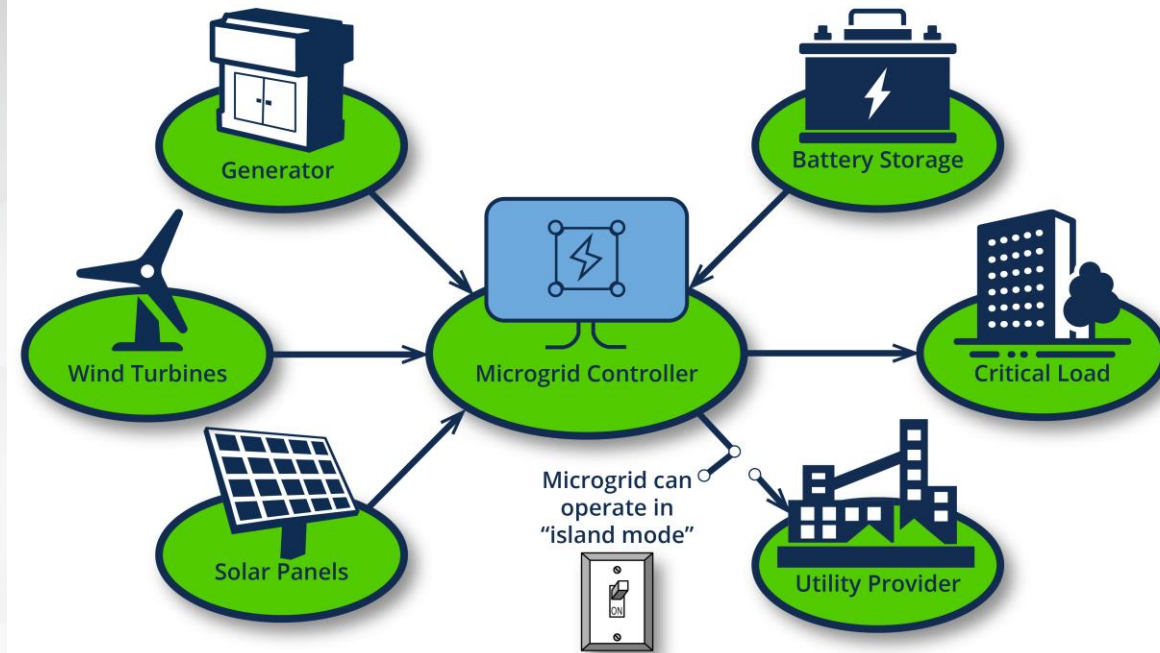 Generator
Battery Storage
Wind Turbines
Microgrid Controller
Critical Load
Microgrid can
operate in
“island mode”
Solar Panels
ON
Utility Provider